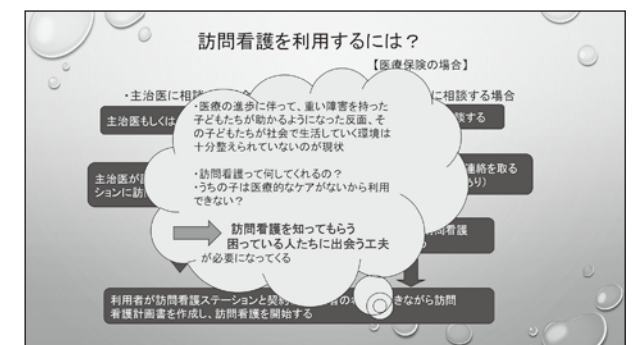 訪問看護を利用するには?
【医療保険の場合】
・主治医に相談
に相談する場合
主治医もしくは
する
・医療の進歩に伴って、重い障害を持った
子どもたちが助かるようになった反面、そ
の子どもたちが社会で生活していく環境は
十分整えられていないのが現状
・訪問看護って何してくれるの?
・うちの子は医療的なケアがないから利用
できない?
訪問看護を知ってもらう
困っている人たちに出会う工夫
が必要になってくる
主治医が
ションに訪
連絡を取る
訪問看護
利用者が訪問看護ステーションと契約
きながら訪問
看護計画書を作成し、訪問看護を開始する